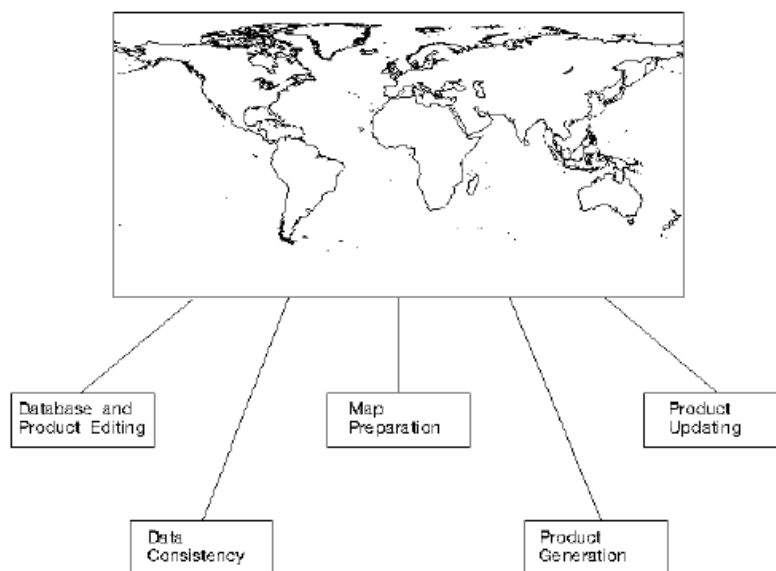 Database and
Product Editing
Map
Preparation
Product
Updating
Data
Consistency
Product
Generation